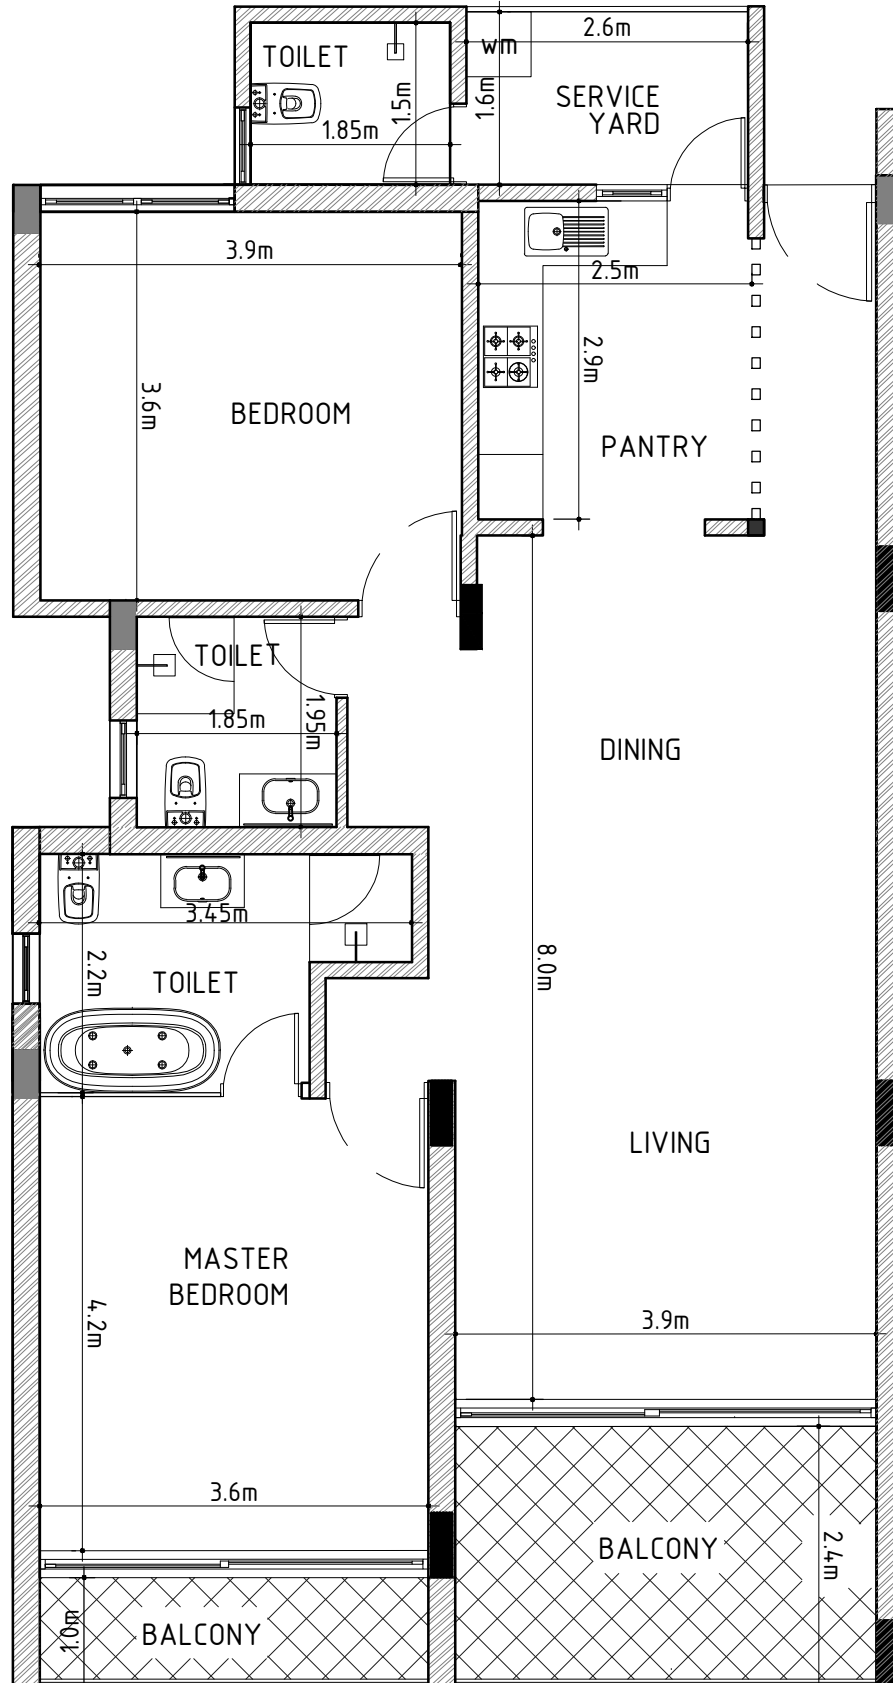 TOILET
wm
2.6m
1.5m
1.6m
SERVICE
YARD
1.85m
3.9m
2.5m
2.9m
3.6m
BEDROOM
PANTRY
TOILET
1.85m
1.95m
DINING
3.45m
2.2m
TOILET
8.0m
LIVING
MASTER
BEDROOM
4.2m
3.9m
3.6m
BALCONY
2.4m
1.0m
BALCONY